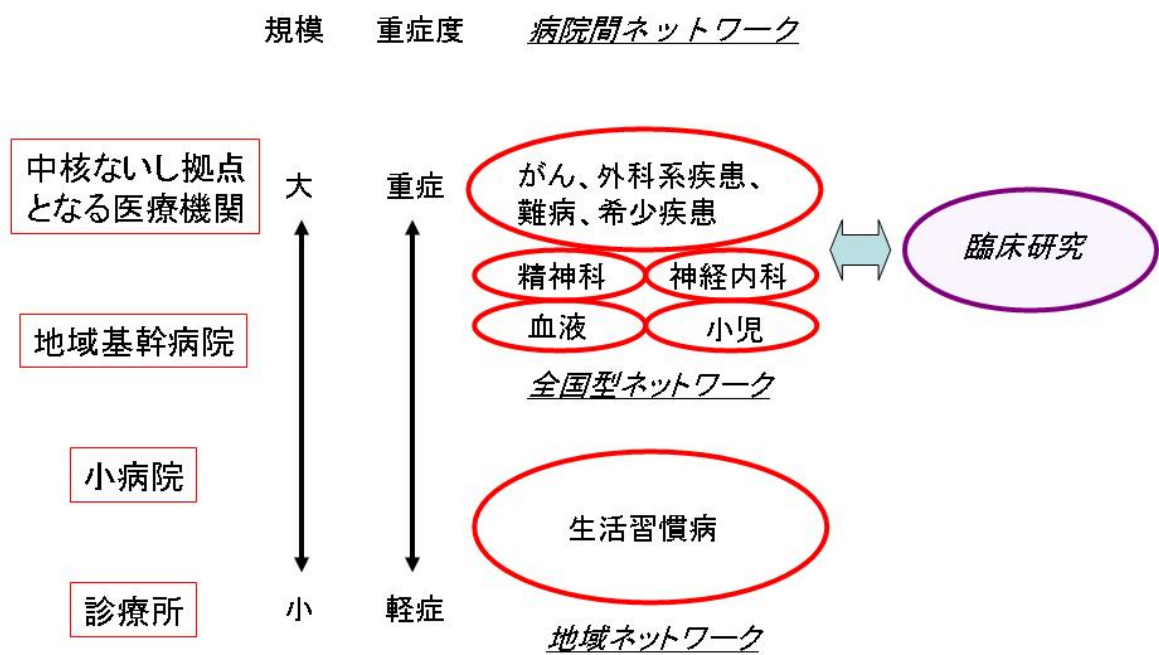 規模 重症度 病院間ネットワーク
中核ないし拠点
となる医療機関
大 重症
がん、外科系疾患、
難病、希少疾患
臨床研究
精神科 神経内科
血液 小児
地域基幹病院
全国型ネットワーク
小病院
生活習慣病
診療所 小 軽症
地域ネットワーク